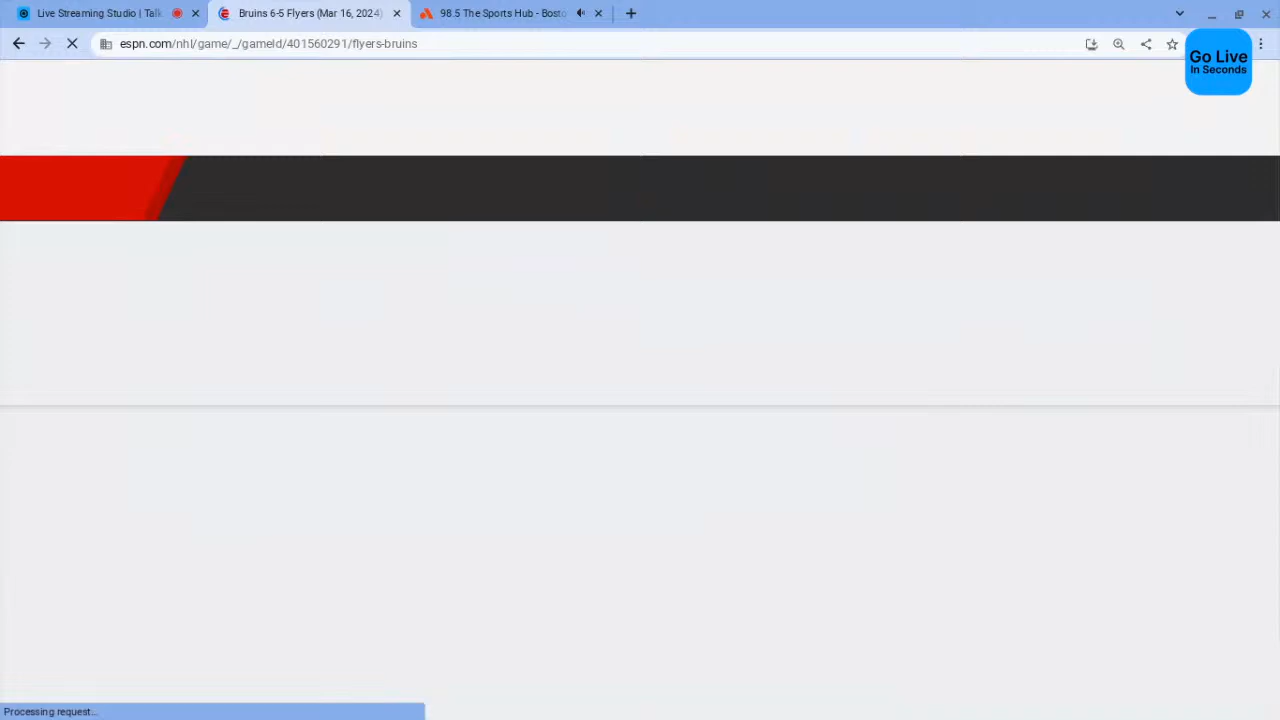 Live Streaming Studio | Talk
Bruins 6-5 Flyers (Mar 16, 2024)
98.5 The Sports Hub - Bosto
espn.com/nhl/game/_/gameId/401560291/flyers-bruins
Go Live
In Seconds
Processing request...